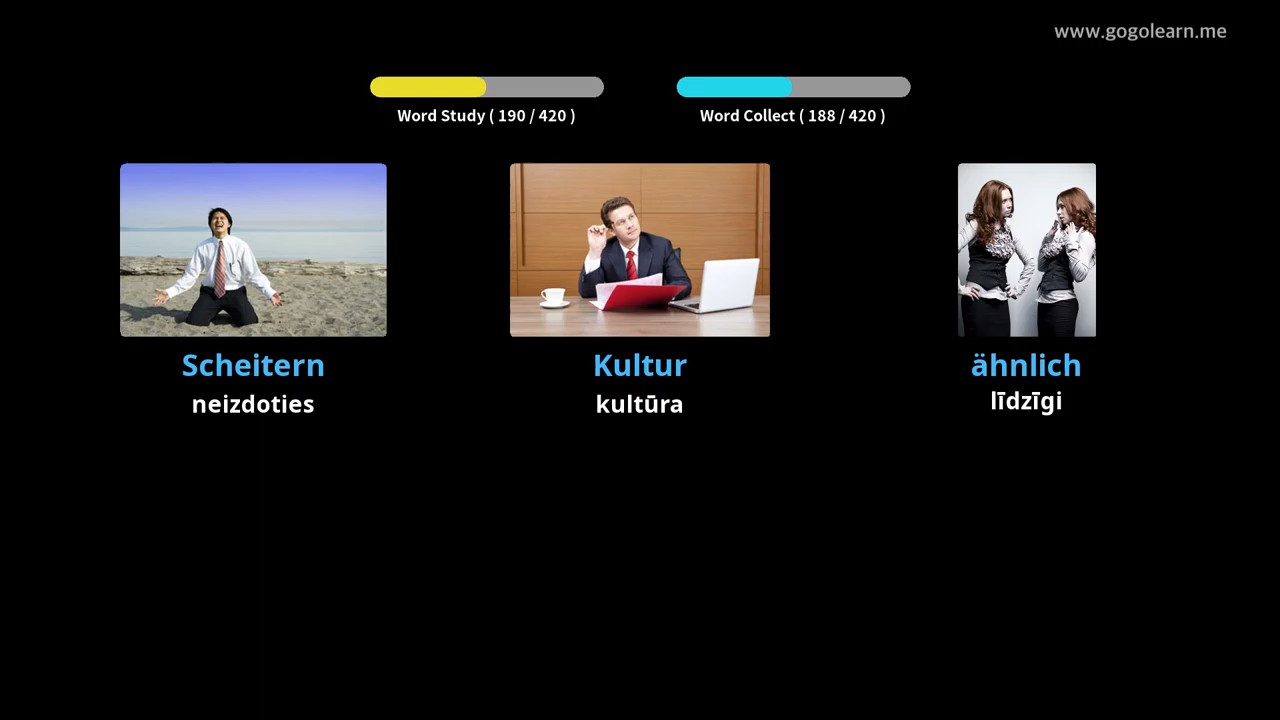 www.gogolearn.me
Word Study ( 190 / 420 )
Word Collect ( 188 / 420 )
Scheitern
neizdoties
Kultur
kultūra
ähnlich
līdzīgi